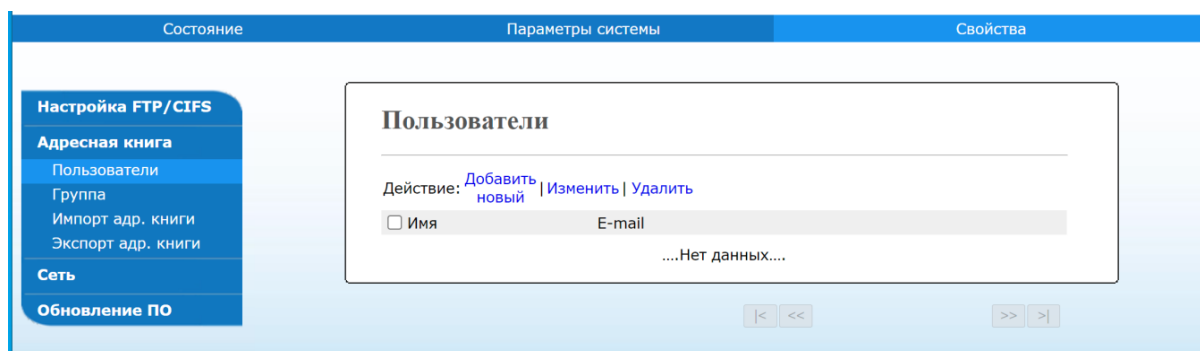 Состояние Параметры системы Свойства
Настройка FTP/CIFS
Адресная книга
Пользователи
Группа
Импорт адр. книги
Экспорт адр. книги
Сеть
Обновление ПО
Пользователи
Действие: Добавить новый | Изменить | Удалить
Имя E-mail
....Нет данных....
|< << >> >|